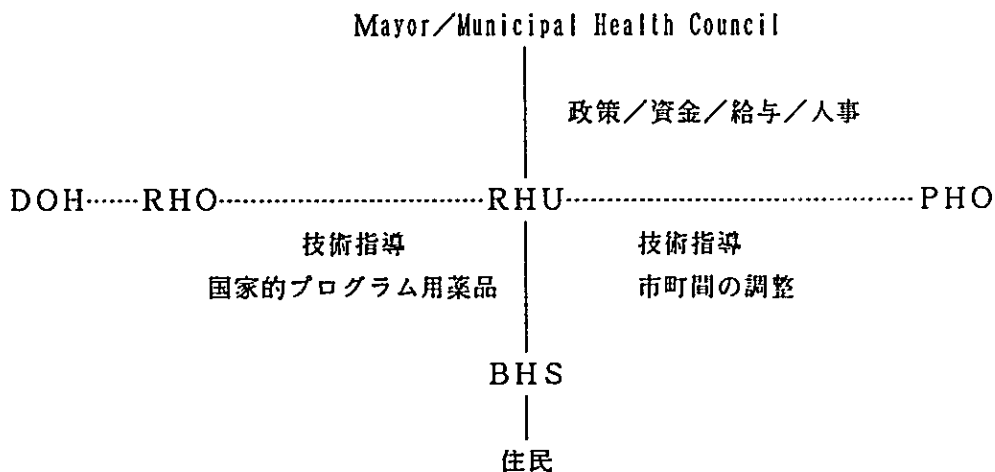 Mayor／Municipal Health Council
政策／資金／給与／人事
DOH……RHO……………………RHU……………………PHO
技術指導 技術指導
国家的プログラム用薬品 市町間の調整
BHS
住民